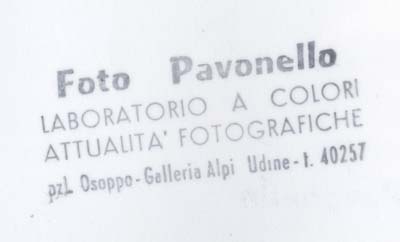 Foto Pavonello
LABORATORIO A COLORI
ATTUALITA' FOTOGRAFICHE
pzl. Osoppo - Galleria Alpi Udine - t. 40257